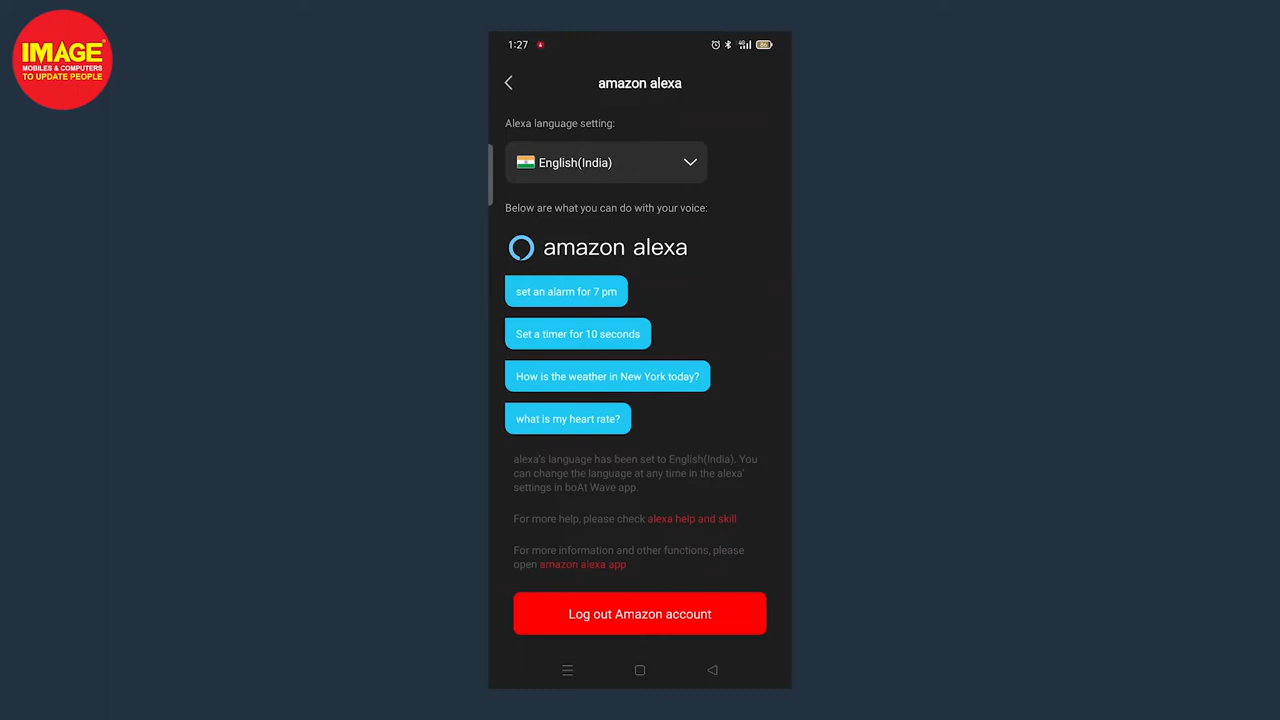 IMAGE
MOBILES & COMPUTERS
TO UPDATE PEOPLE
1:27
4G
86
amazon alexa
Alexa language setting:
English(India)
Below are what you can do with your voice:
amazon alexa
set an alarm for 7 pm
Set a timer for 10 seconds
How is the weather in New York today?
what is my heart rate?
alexa's language has been set to English(India). You
can change the language at any time in the alexa'
settings in boAt Wave app.
For more help, please check alexa help and skill
For more information and other functions, please
open amazon alexa app
Log out Amazon account